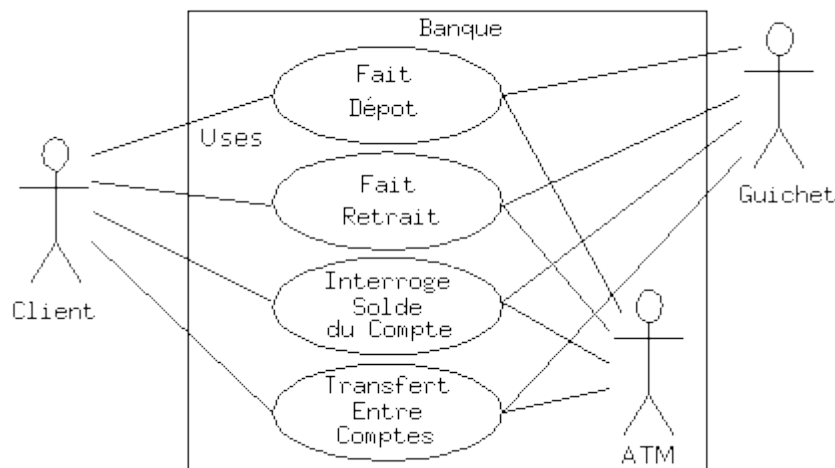 Banque
Fait
Dépot
Uses
Fait
Retrait
Guichet
Interroge
Solde
du Compte
Client
Transfert
Entre
Comptes
ATM